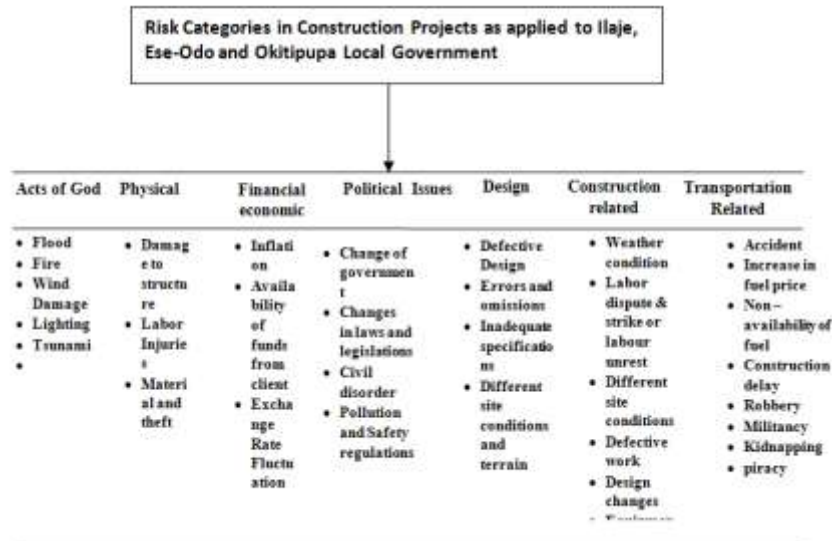 Risk Categories in Construction Projects as applied to Ilaje,
Ese-Odo and Okitipupa Local Government
Acts of God
Physical
Financial
economic
Political Issues
Design
Construction
related
Transportation
Related
• Flood
• Fire
• Wind
Damage
• Lighting
• Tsunami
•
• Damag
e to
structu
re
• Labor
Injurie
s
• Materi
al and
theft
• Inflati
on
• Availa
bility
of
funds
from
client
• Excha
nge
Rate
Fluctu
ation
• Change of
governmen
t
• Changes
in laws and
legislations
• Civil
disorder
• Pollution
and Safety
regulations
• Defective
Design
• Errors and
omissions
• Inadequate
specificatio
ns
• Different
site
conditions
and
terrain
• Weather
condition
• Labor
dispute &
strike or
labour
unrest
• Different
site
conditions
• Defective
work
• Design
changes
• Accident
• Increase in
fuel price
• Non –
availability of
fuel
• Construction
delay
• Robbery
• Militancy
• Kidnapping
• piracy